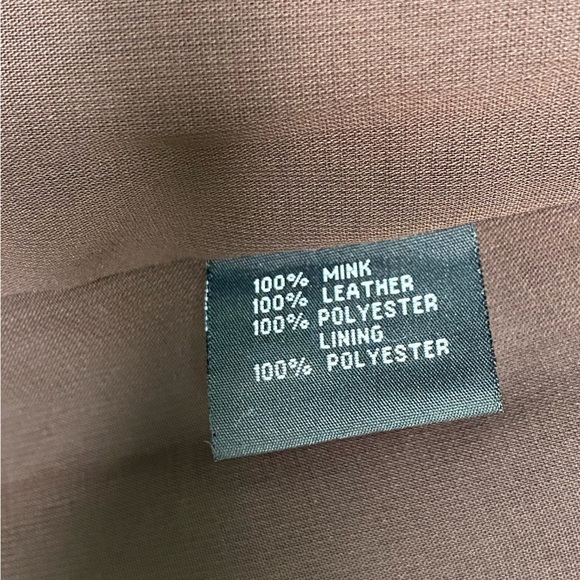 100% MINK
100% LEATHER
100% POLYESTER
LINING
100% POLYESTER